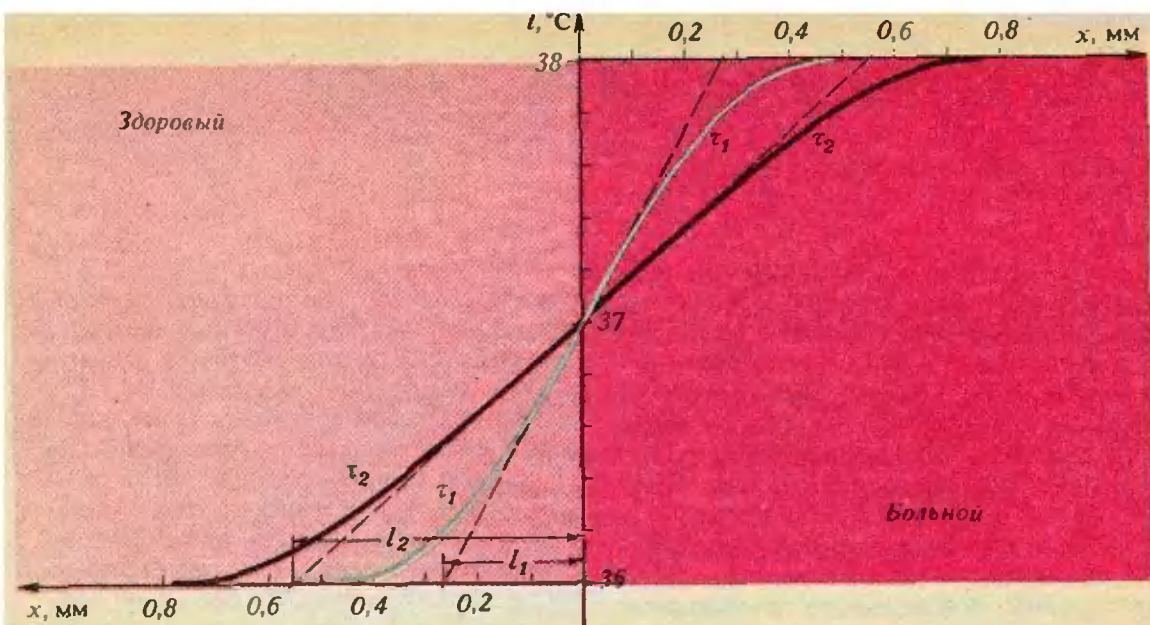 t, °C
0,2 0,4 0,6 0,8 x, мм
38
Здоровый
τ1 τ2
37
τ2
τ1
l2
Больной
l1
36
x, мм 0,8 0,6 0,4 0,2